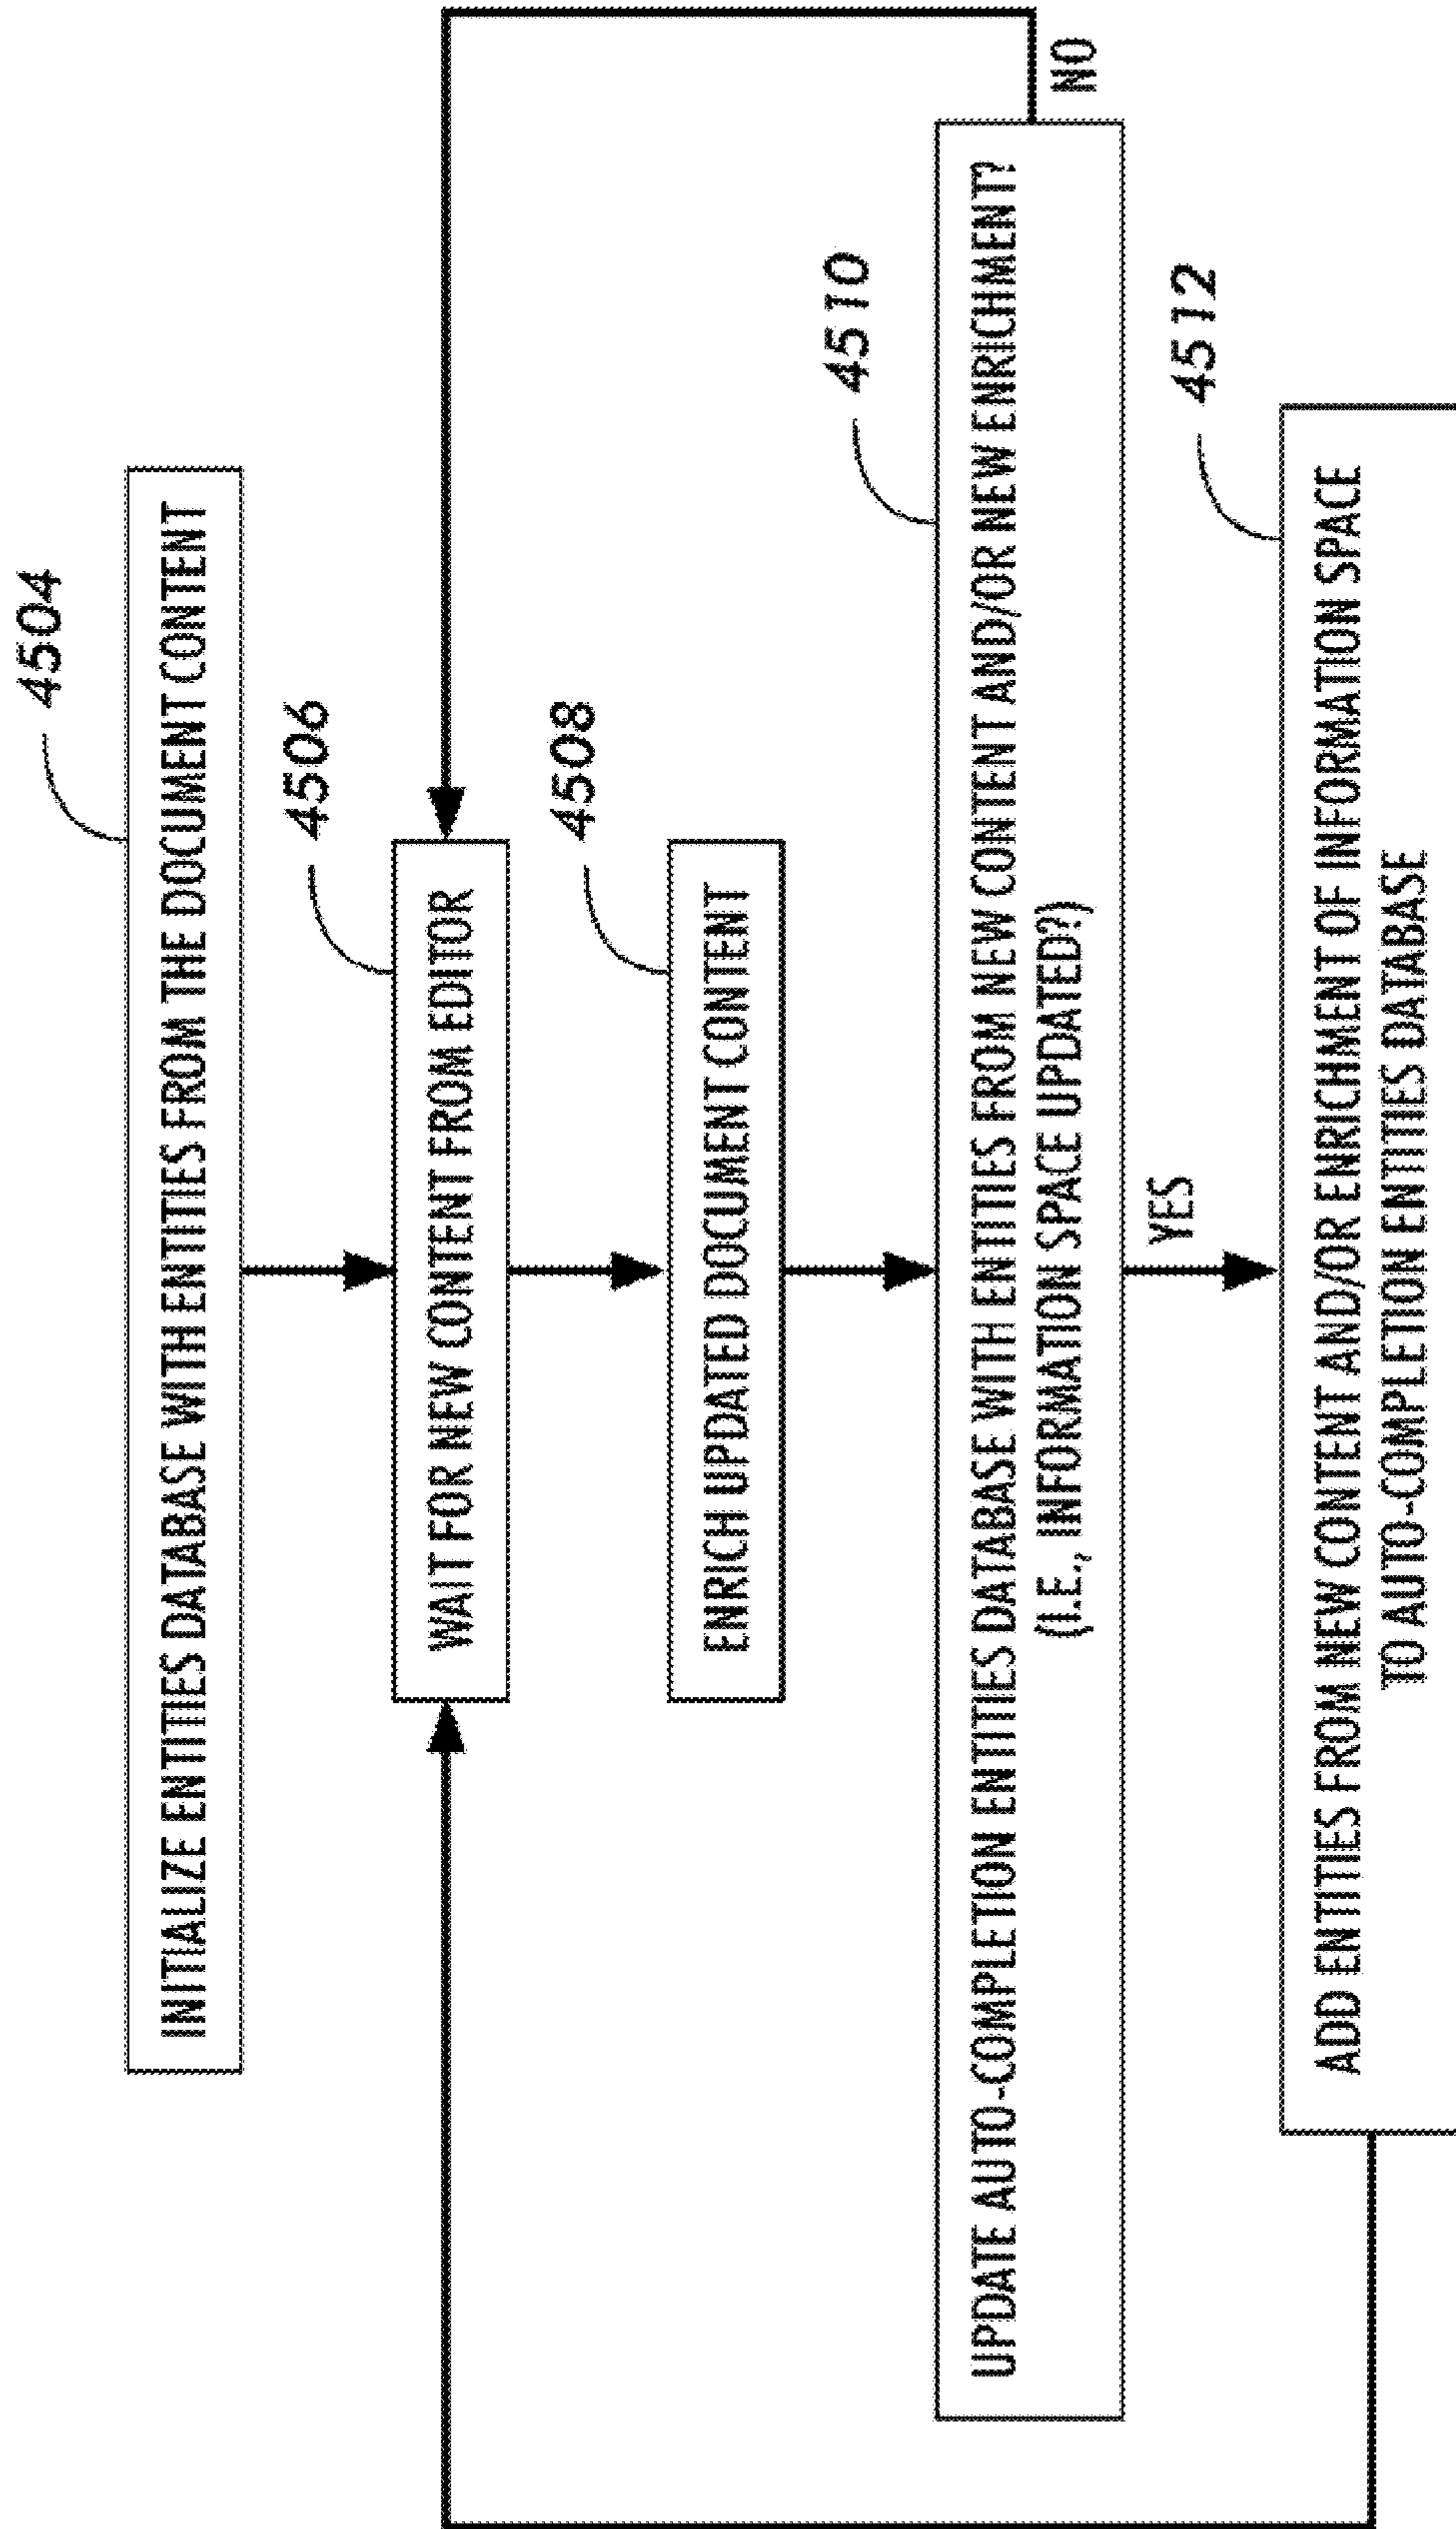 4504
INITIALIZE ENTITIES DATABASE WITH ENTITIES FROM THE DOCUMENT CONTENT
4506
WAIT FOR NEW CONTENT FROM EDITOR
4508
ENRICH UPDATED DOCUMENT CONTENT
4510
UPDATE AUTO-COMPLETION ENTITIES DATABASE WITH ENTITIES FROM NEW CONTENT AND/OR NEW ENRICHMENT?
(I.E., INFORMATION SPACE UPDATED?)
NO
YES
4512
ADD ENTITIES FROM NEW CONTENT AND/OR ENRICHMENT OF INFORMATION SPACE
TO AUTO-COMPLETION ENTITIES DATABASE